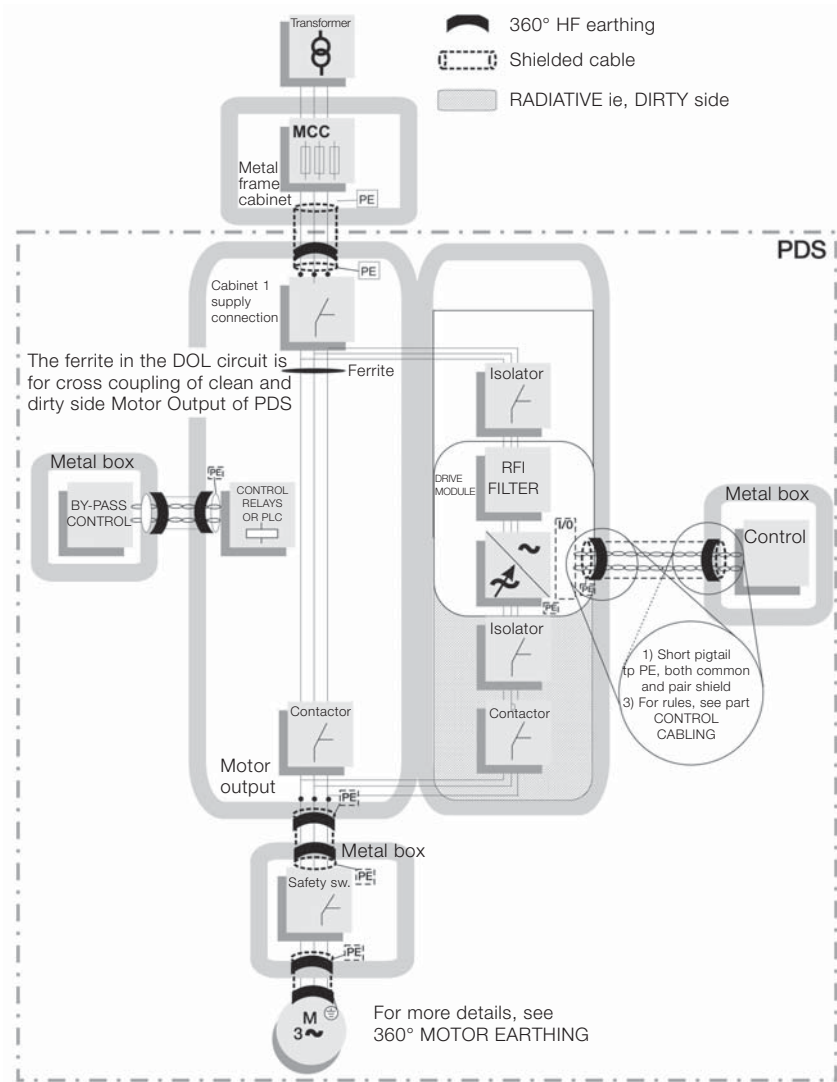 Transformer
360° HF earthing
Shielded cable
RADIATIVE ie, DIRTY side
MCC
Metal
frame
cabinet
PE
PDS
PE
Cabinet 1
supply
connection
The ferrite in the DOL circuit is
for cross coupling of clean and
dirty side Motor Output of PDS
Ferrite
Isolator
Metal box
PE
BY-PASS
CONTROL
CONTROL
RELAYS
OR PLC
DRIVE
MODULE
RFI
FILTER
I/O
Metal box
Control
PE
PE
Isolator
1) Short pigtail
tp PE, both common
and pair shield
3) For rules, see part
CONTROL
CABLING
Contactor
Contactor
Motor
output
PE
Metal box
PE
Safety sw.
PE
M
3~
For more details, see
360° MOTOR EARTHING